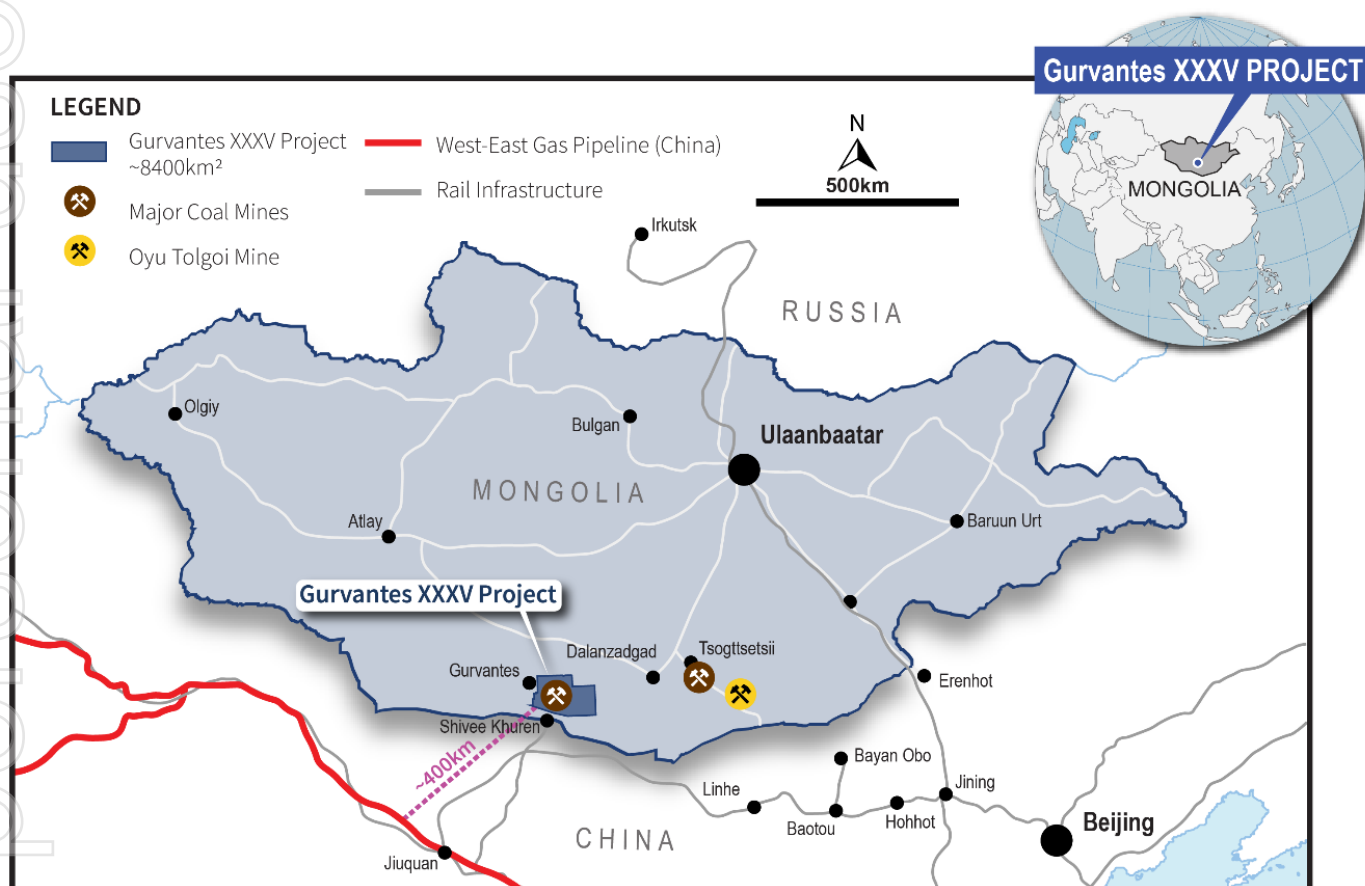 Gurvantes XXXV PROJECT
MONGOLIA
LEGEND
Gurvantes XXXV Project
~8400km²
Major Coal Mines
Oyu Tolgoi Mine
West-East Gas Pipeline (China)
Rail Infrastructure
N
500km
Irkutsk
RUSSIA
Olgiy
Bulgan
Ulaanbaatar
MONGOLIA
Atlay
Baruun Urt
Gurvantes XXXV Project
Dalanzadgad
Tsogttsetsii
Gurvantes
Erenhot
Shivee Khuren
~400km
Bayan Obo
Linhe
Jining
Baotou
Hohhot
Beijing
CHINA
Jiuquan